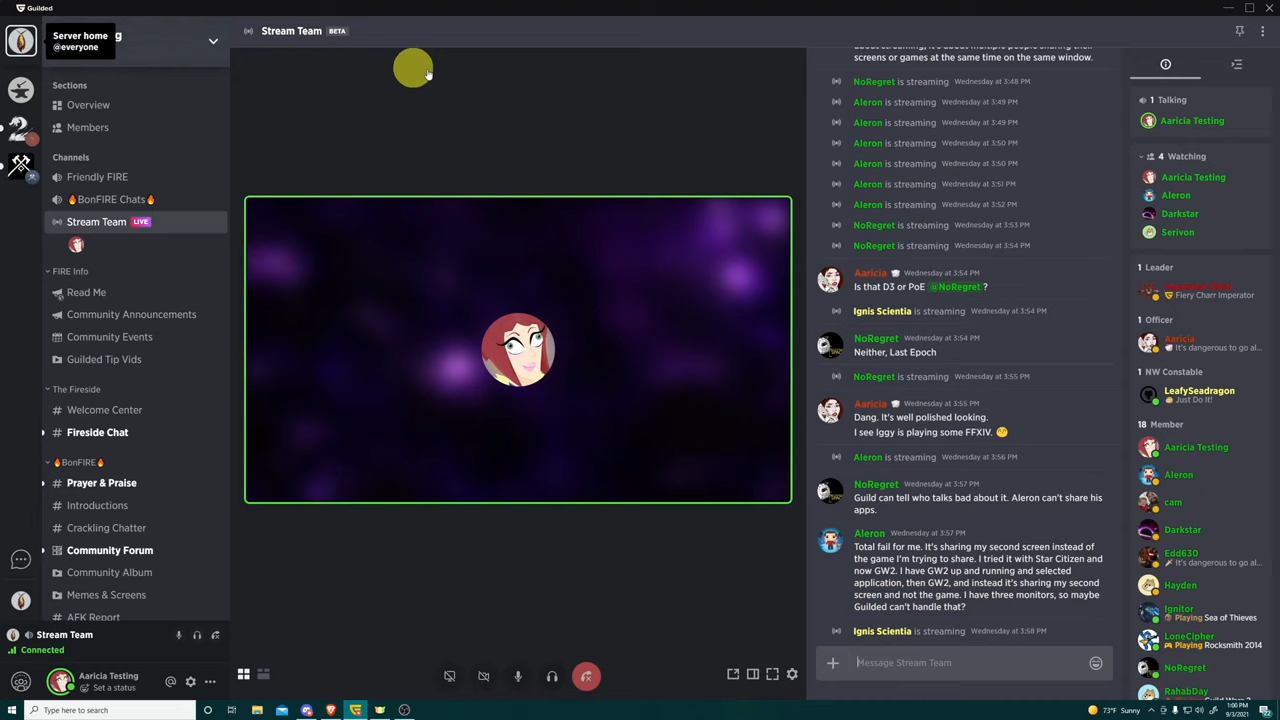 Guilded
Server home
@everyone
g
Stream Team BETA
Sections
Overview
Members
Channels
Friendly FIRE
🔥BonFIRE Chats🔥
Stream Team LIVE
FIRE Info
Read Me
Community Announcements
Community Events
Guilded Tip Vids
The Fireside
# Welcome Center
# Fireside Chat
🔥BonFIRE🔥
# Prayer & Praise
# Introductions
# Crackling Chatter
Community Forum
Community Album
Memes & Screens
# AFK Report
Stream Team
Connected
Aaricia Testing
Set a status
about streaming, it's about multiple people sharing their
screens or games at the same time on the same window.
NoRegret is streaming Wednesday at 3:48 PM
Aleron is streaming Wednesday at 3:49 PM
Aleron is streaming Wednesday at 3:49 PM
Aleron is streaming Wednesday at 3:50 PM
Aleron is streaming Wednesday at 3:50 PM
Aleron is streaming Wednesday at 3:51 PM
Aleron is streaming Wednesday at 3:52 PM
NoRegret is streaming Wednesday at 3:53 PM
NoRegret is streaming Wednesday at 3:54 PM
Aaricia Wednesday at 3:54 PM
Is that D3 or PoE @NoRegret ?
Ignis Scientia is streaming Wednesday at 3:54 PM
NoRegret Wednesday at 3:54 PM
Neither, Last Epoch
NoRegret is streaming Wednesday at 3:55 PM
Aaricia Wednesday at 3:55 PM
Dang. It's well polished looking.
I see Iggy is playing some FFXIV. 🤔
Aleron is streaming Wednesday at 3:56 PM
NoRegret Wednesday at 3:57 PM
Guild can tell who talks bad about it. Aleron can't share his
apps.
Aleron Wednesday at 3:57 PM
Total fail for me. It's sharing my second screen instead of
the game I'm trying to share. I tried it with Star Citizen and
now GW2. I have GW2 up and running and selected
application, then GW2, and instead it's sharing my second
screen and not the game. I have three monitors, so maybe
Guilded can't handle that?
Ignis Scientia is streaming Wednesday at 3:58 PM
Message Stream Team
1 Talking
Aaricia Testing
4 Watching
Aaricia Testing
Aleron
Darkstar
Serivon
1 Leader
Fiery Charr Imperator
1 Officer
Aaricia
It's dangerous to go al...
1 NW Constable
LeafySeadragon
Just Do It!
18 Member
Aaricia Testing
Aleron
cam
Darkstar
Edd630
It's dangerous to go al...
Hayden
Ignitor
Playing Sea of Thieves
LoneCipher
Playing Rocksmith 2014
NoRegret
RahabDay
Type here to search
73°F Sunny
1:00 PM
9/3/2021